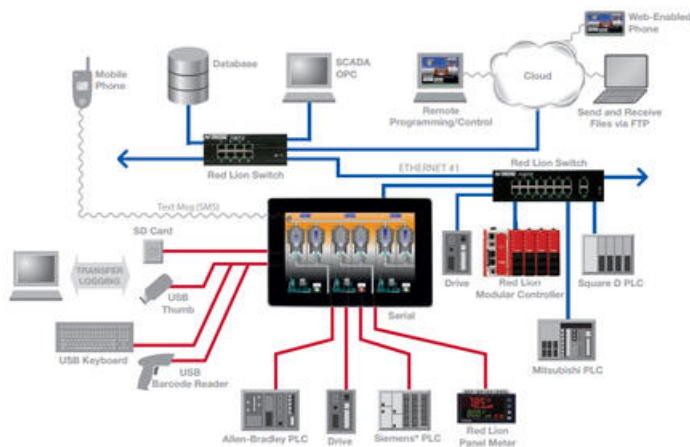 Web-Enabled
Phone
Mobile
Phone
Database
SCADA
OPC
Cloud
Remote
Programming/Control
Send and Receive
Files via FTP
Red Lion Switch
ETHERNET #1
Red Lion Switch
Text Msg (SMS)
SD Card
TRANSFER
LOGGING
USB
Thumb
USB Keyboard
USB
Barcode Reader
Serial
Drive
Red Lion
Modular Controller
Square D PLC
Mitsubishi PLC
Allen-Bradley PLC
Drive
Siemens® PLC
Red Lion
Panel Meter